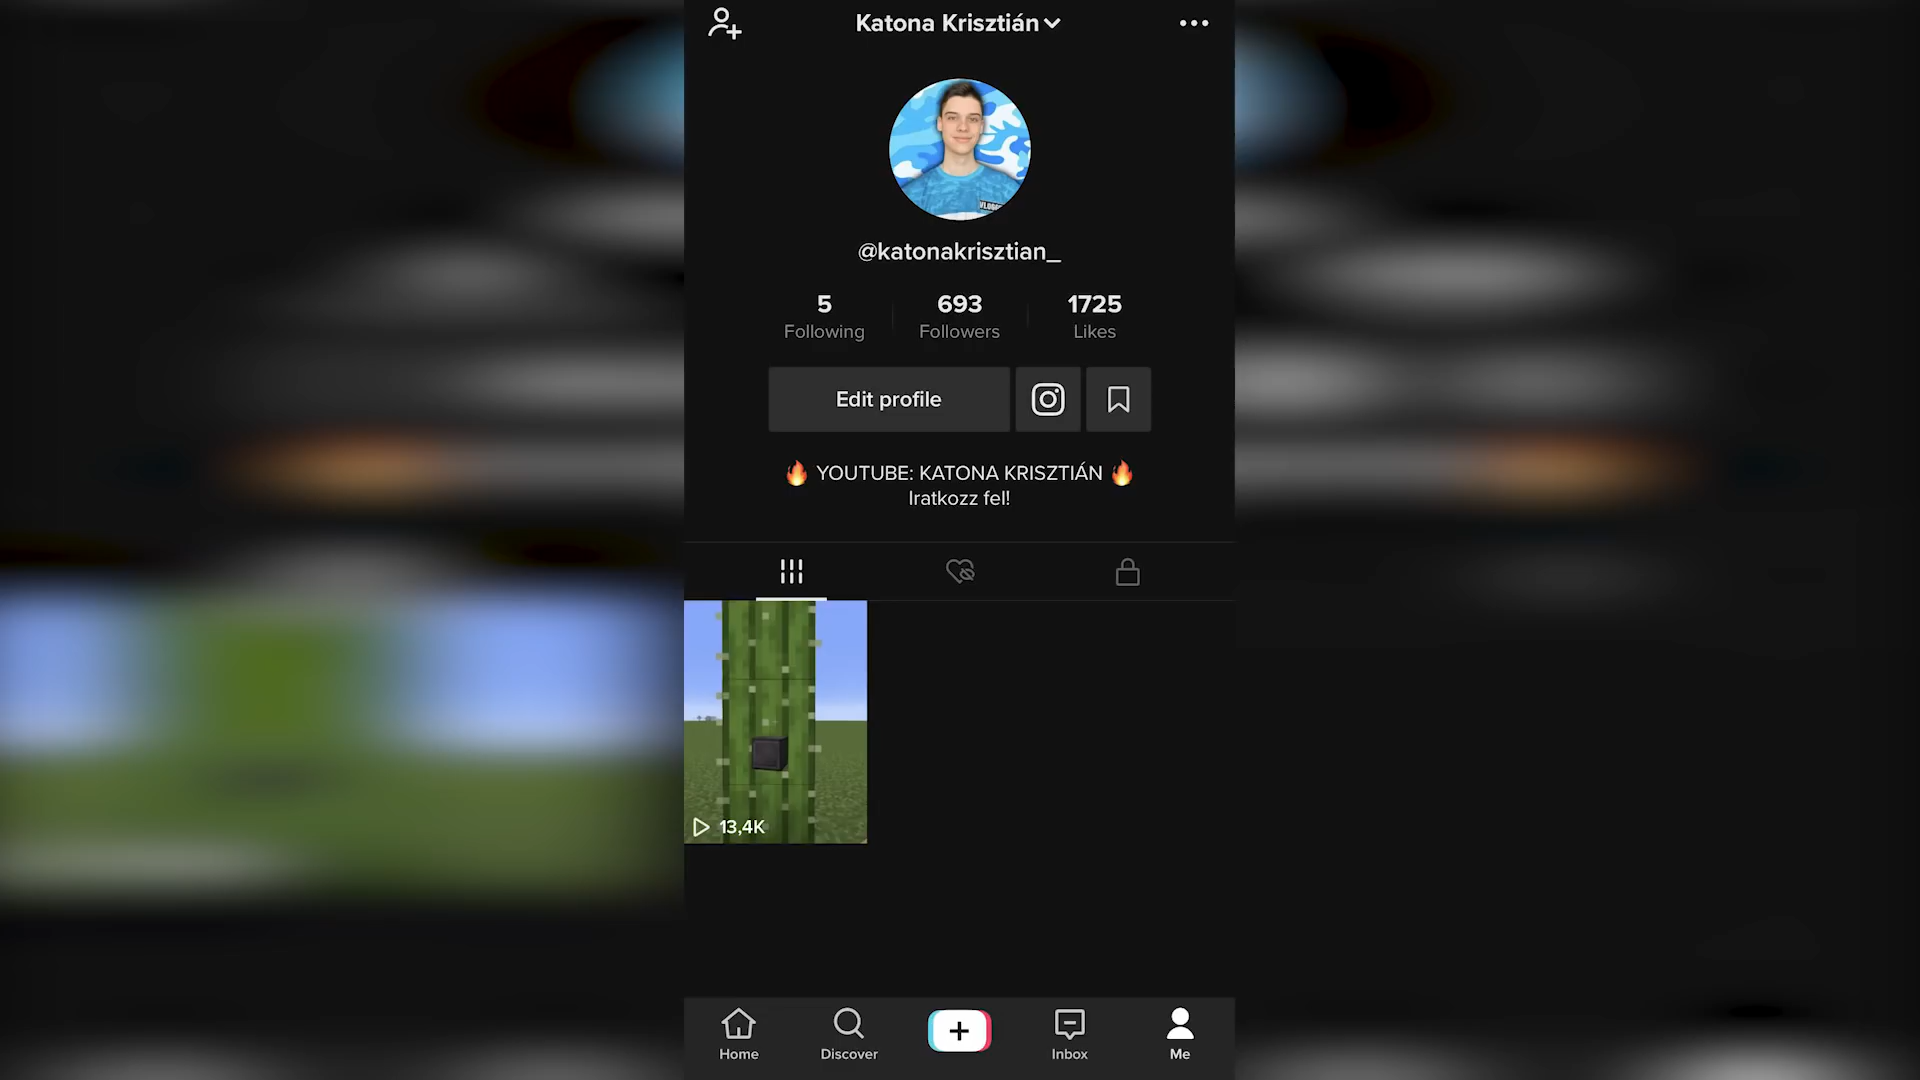 Katona Krisztián
@katonakrisztian_
5
Following
693
Followers
1725
Likes
Edit profile
🔥 YOUTUBE: KATONA KRISZTIÁN 🔥
Iratkozz fel!
13,4K
Home
Discover
Inbox
Me